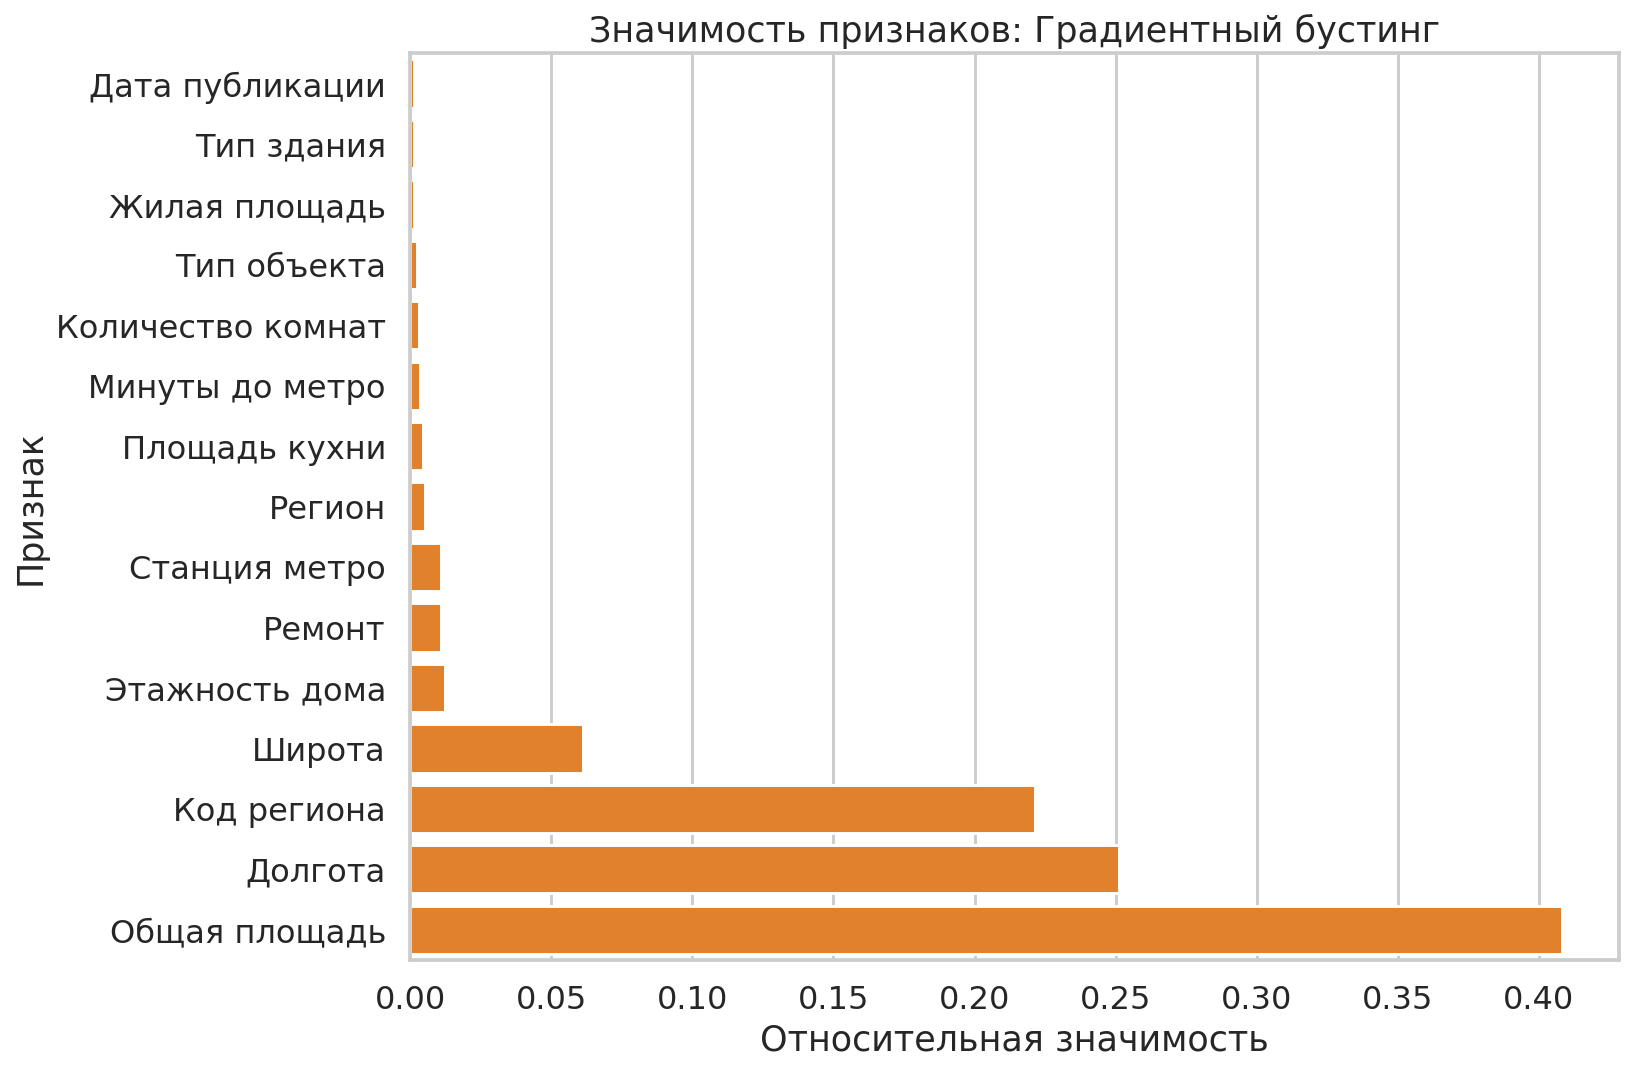 Значимость признаков: Градиентный бустинг
Дата публикации
Тип здания
Жилая площадь
Тип объекта
Количество комнат
Минуты до метро
Площадь кухни
Регион
Станция метро
Ремонт
Этажность дома
Широта
Код региона
Долгота
Общая площадь
Признак
0.00 0.05 0.10 0.15 0.20 0.25 0.30 0.35 0.40
Относительная значимость